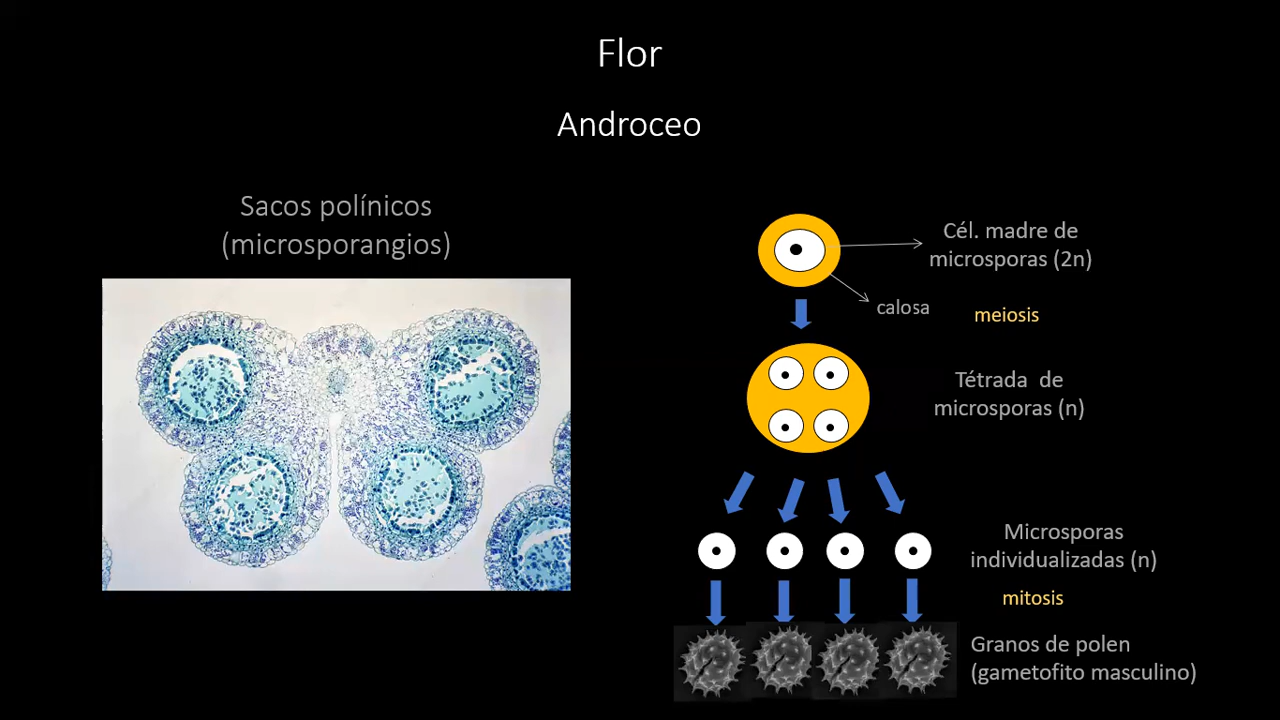 Flor
Androceo
Sacos polínicos
(microsporangios)
Cél. madre de
microsporas (2n)
calosa
meiosis
Tétrada de
microsporas (n)
Microsporas
individualizadas (n)
mitosis
Granos de polen
(gametofito masculino)